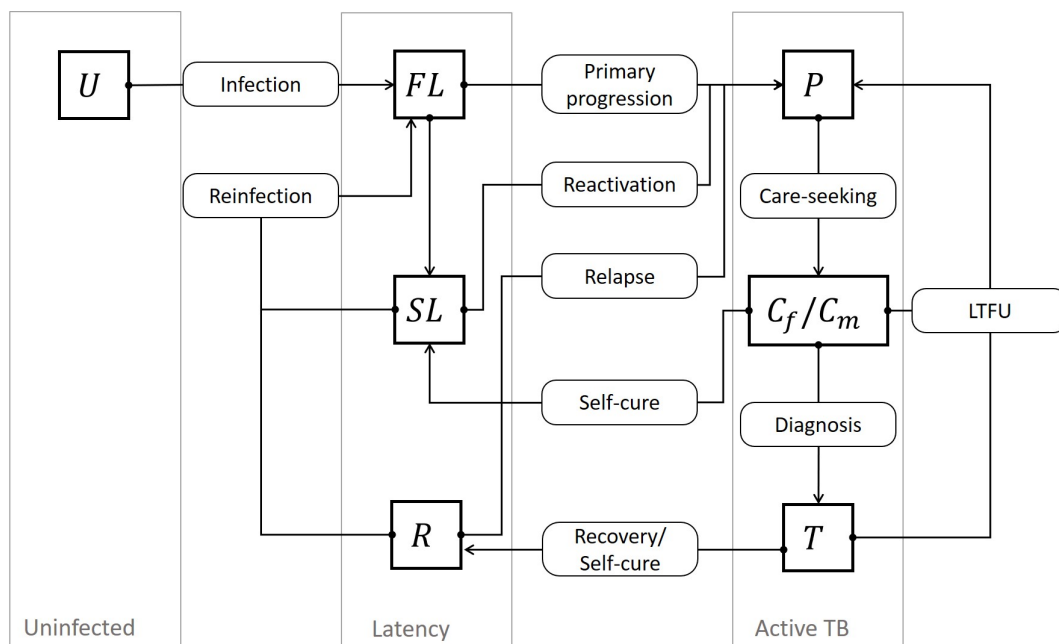 U
Infection
FL
Primary
progression
P
Reinfection
Reactivation
Care-seeking
Relapse
SL
C_f/C_m
LTFU
Self-cure
Diagnosis
R
Recovery/
Self-cure
T
Uninfected
Latency
Active TB